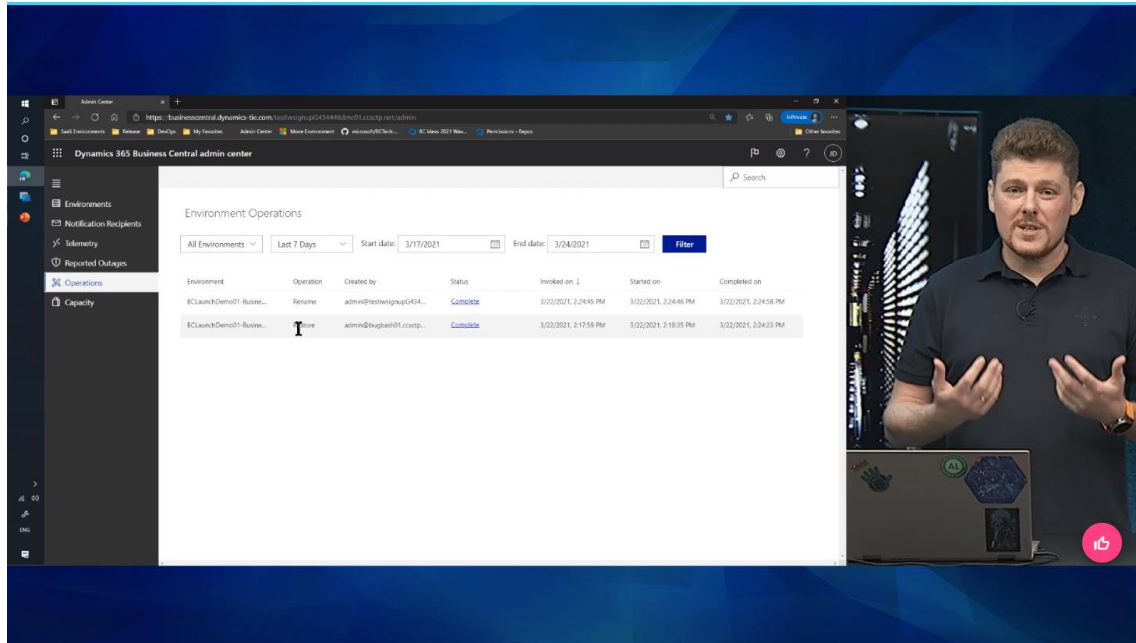 Admin Center
https://businesscentral.dynamics-tie.com/testiwsignupG434446dmc01.ccsctp.net/admin
InPrivate
SaaS Environments Release DevOps My Favorites Admin Center More Environment microsoft/BCTech... BC Ideas 2021 Wav... Permissions - Repos
Other favorites
Dynamics 365 Business Central admin center
? JD
Search
Environments
Notification Recipients
Telemetry
Reported Outages
Operations
Capacity
Environment Operations
All Environments Last 7 Days Start date: 3/17/2021 End date: 3/24/2021 Filter
Environment Operation Created by Status Invoked on ↓ Started on Completed on
BCLaunchDemo01-Busine... Rename admin@testiwsignupG434... Complete 3/22/2021, 2:24:45 PM 3/22/2021, 2:24:46 PM 3/22/2021, 2:24:58 PM
BCLaunchDemo01-Busine... Restore admin@bugbash01.ccsctp... Complete 3/22/2021, 2:17:59 PM 3/22/2021, 2:18:35 PM 3/22/2021, 2:24:23 PM
ENG
AL